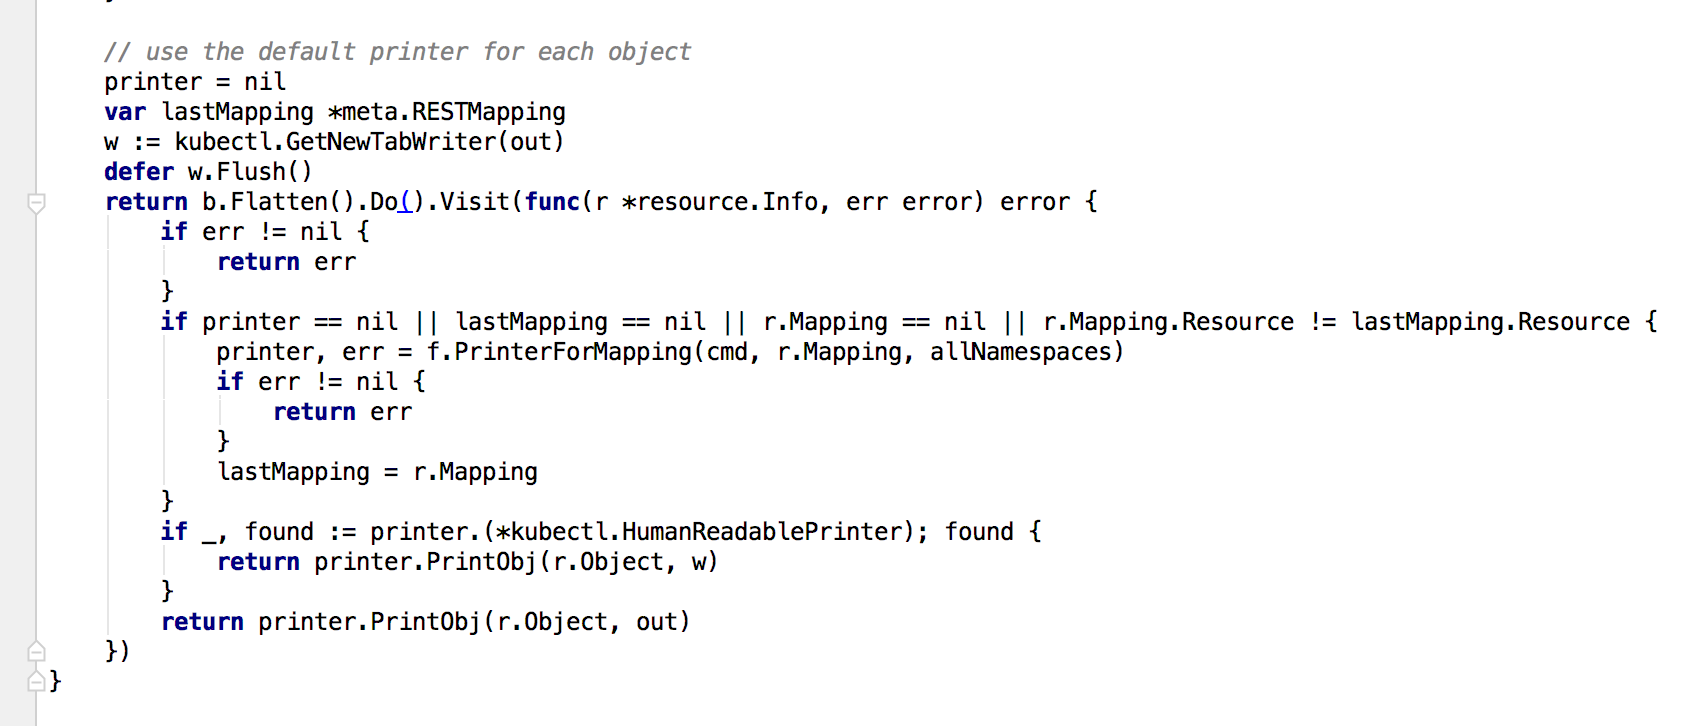 // use the default printer for each object
printer = nil
var lastMapping *meta.RESTMapping
w := kubectl.GetNewTabWriter(out)
defer w.Flush()
return b.Flatten().Do().Visit(func(r *resource.Info, err error) error {
if err != nil {
return err
}
if printer == nil || lastMapping == nil || r.Mapping == nil || r.Mapping.Resource != lastMapping.Resource {
printer, err = f.PrinterForMapping(cmd, r.Mapping, allNamespaces)
if err != nil {
return err
}
lastMapping = r.Mapping
}
if _, found := printer.(*kubectl.HumanReadablePrinter); found {
return printer.PrintObj(r.Object, w)
}
return printer.PrintObj(r.Object, out)
})
}